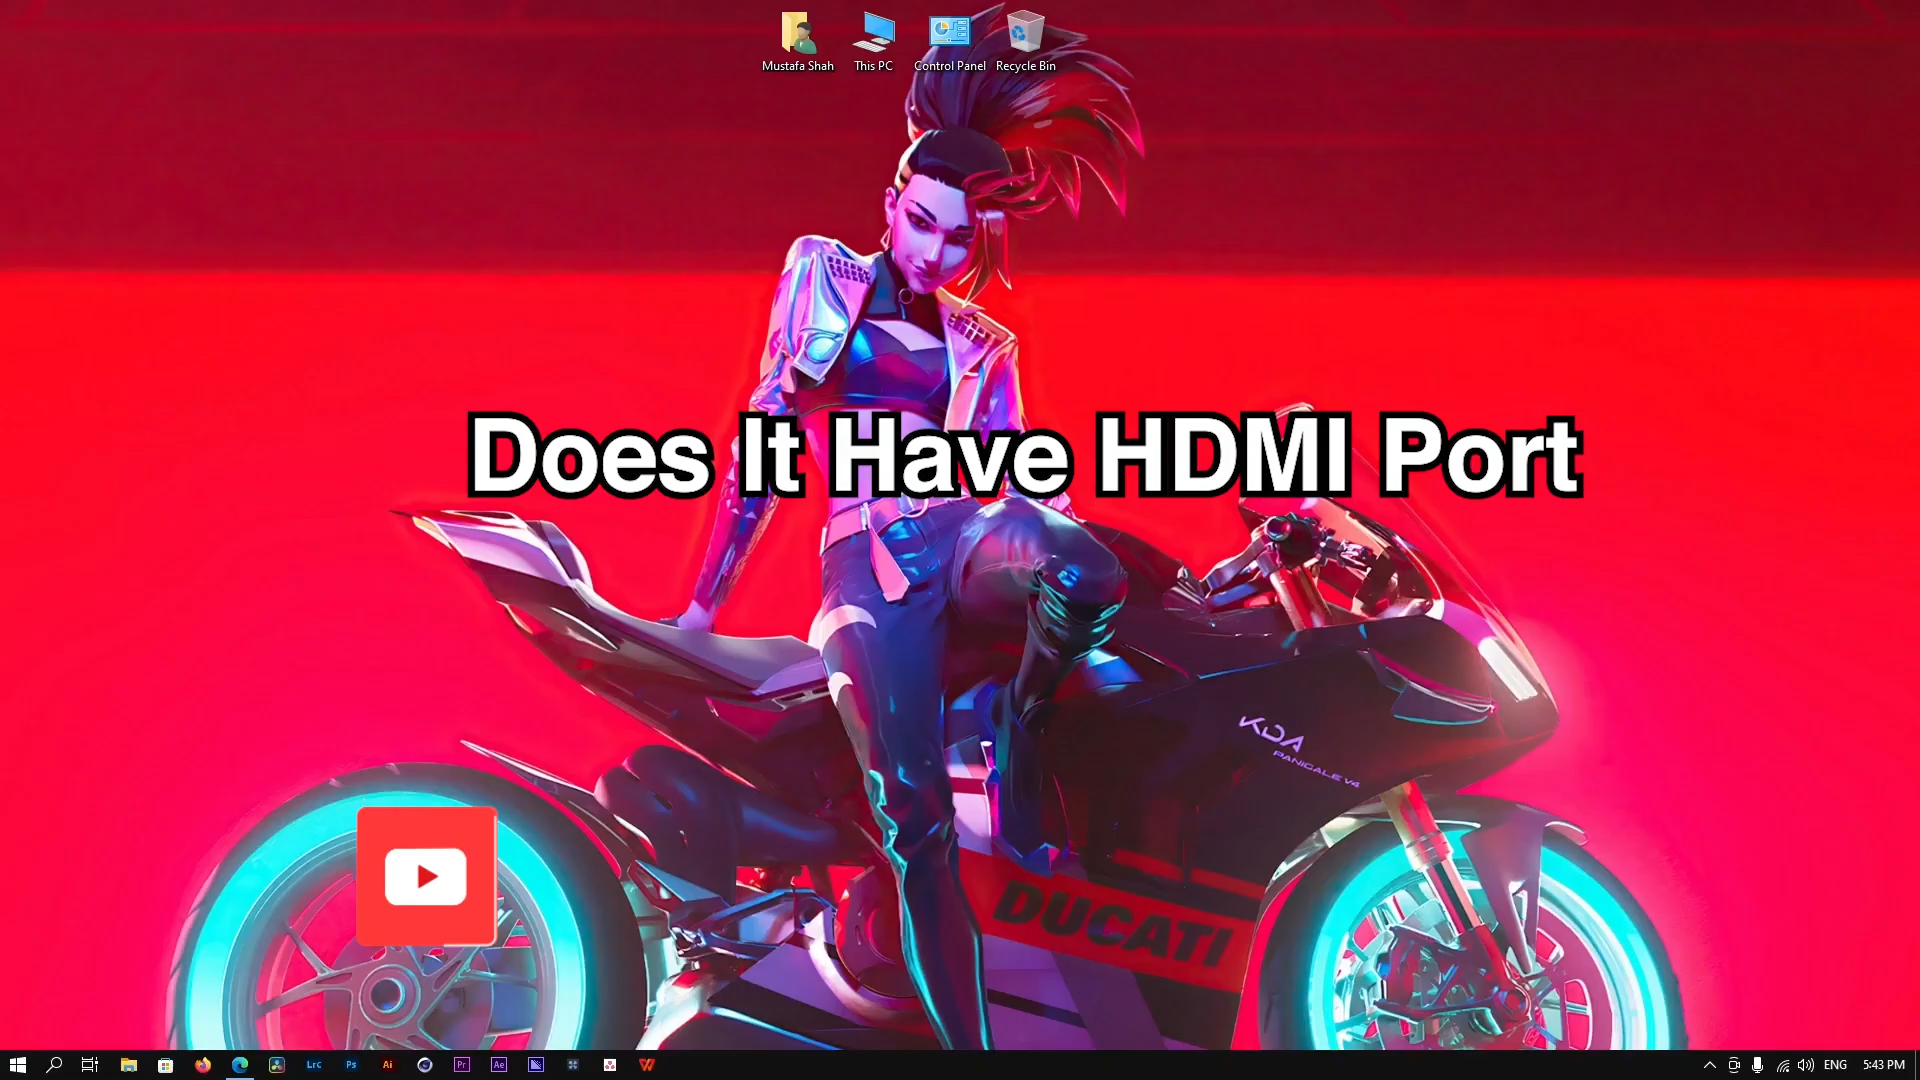 Mustafa Shah
This PC
Control Panel
Recycle Bin
Does It Have HDMI Port
KDA
PANIGALE V4
DUCATI
Lrc
Ps
Ai
Pr
Ae
ENG
5:43 PM